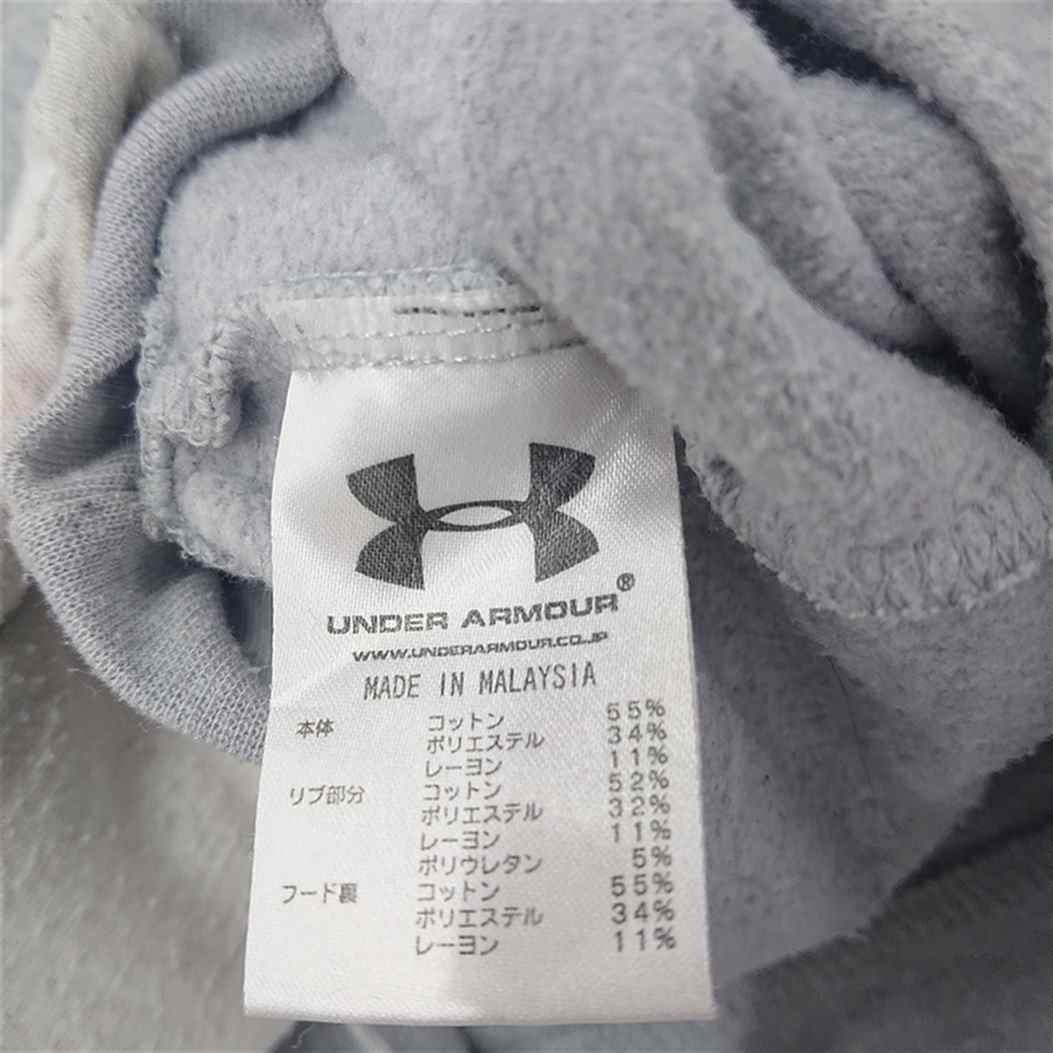 UNDER ARMOUR®
WWW.UNDERARMOUR.CO.JP
MADE IN MALAYSIA
本体 コットン 55%
ポリエステル 34%
レーヨン 11%
リブ部分 コットン 52%
ポリエステル 32%
レーヨン 11%
ポリウレタン 5%
フード裏 コットン 55%
ポリエステル 34%
レーヨン 11%